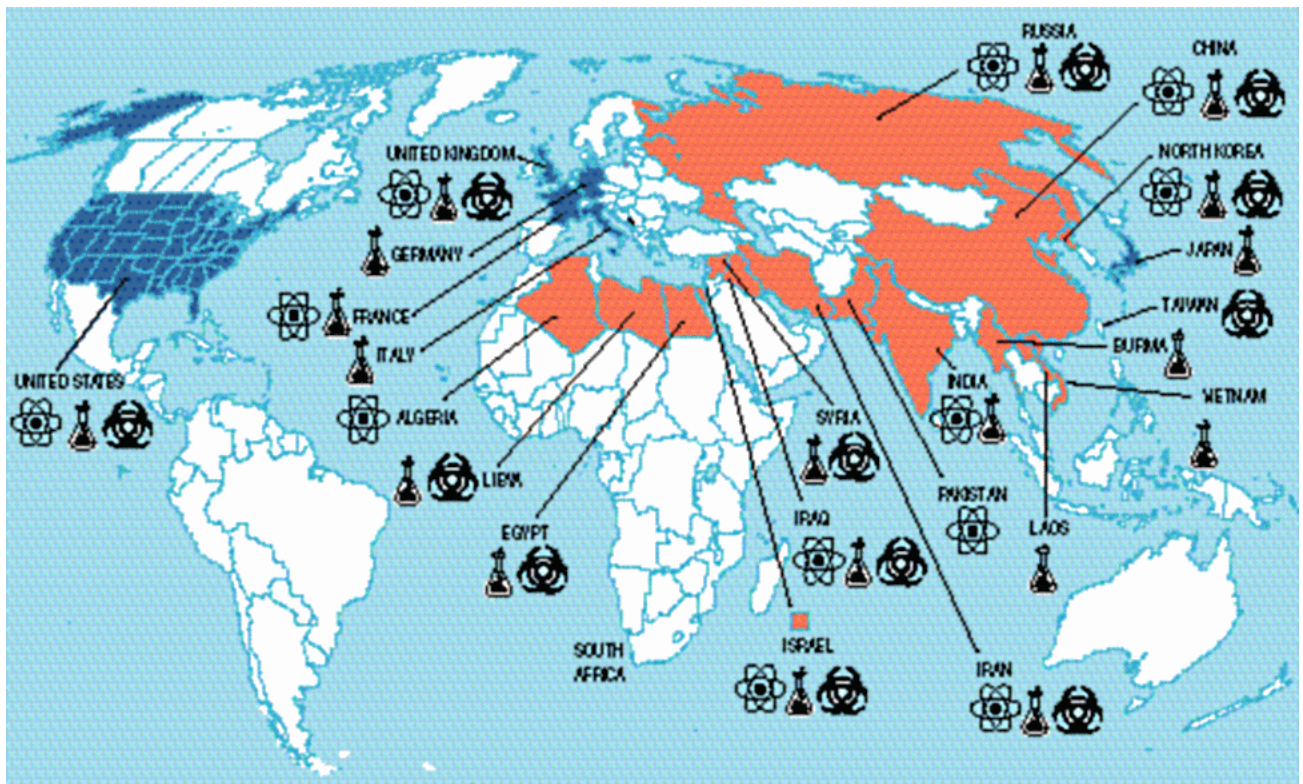 RUSSIA
CHINA
UNITED KINGDOM
NORTH KOREA
GERMANY
JAPAN
FRANCE
TAIWAN
ITALY
BURMA
UNITED STATES
ALGERIA
SYRIA
INDIA
VIETNAM
LIBYA
PAKISTAN
EGYPT
IRAQ
LAOS
SOUTH
AFRICA
ISRAEL
IRAN